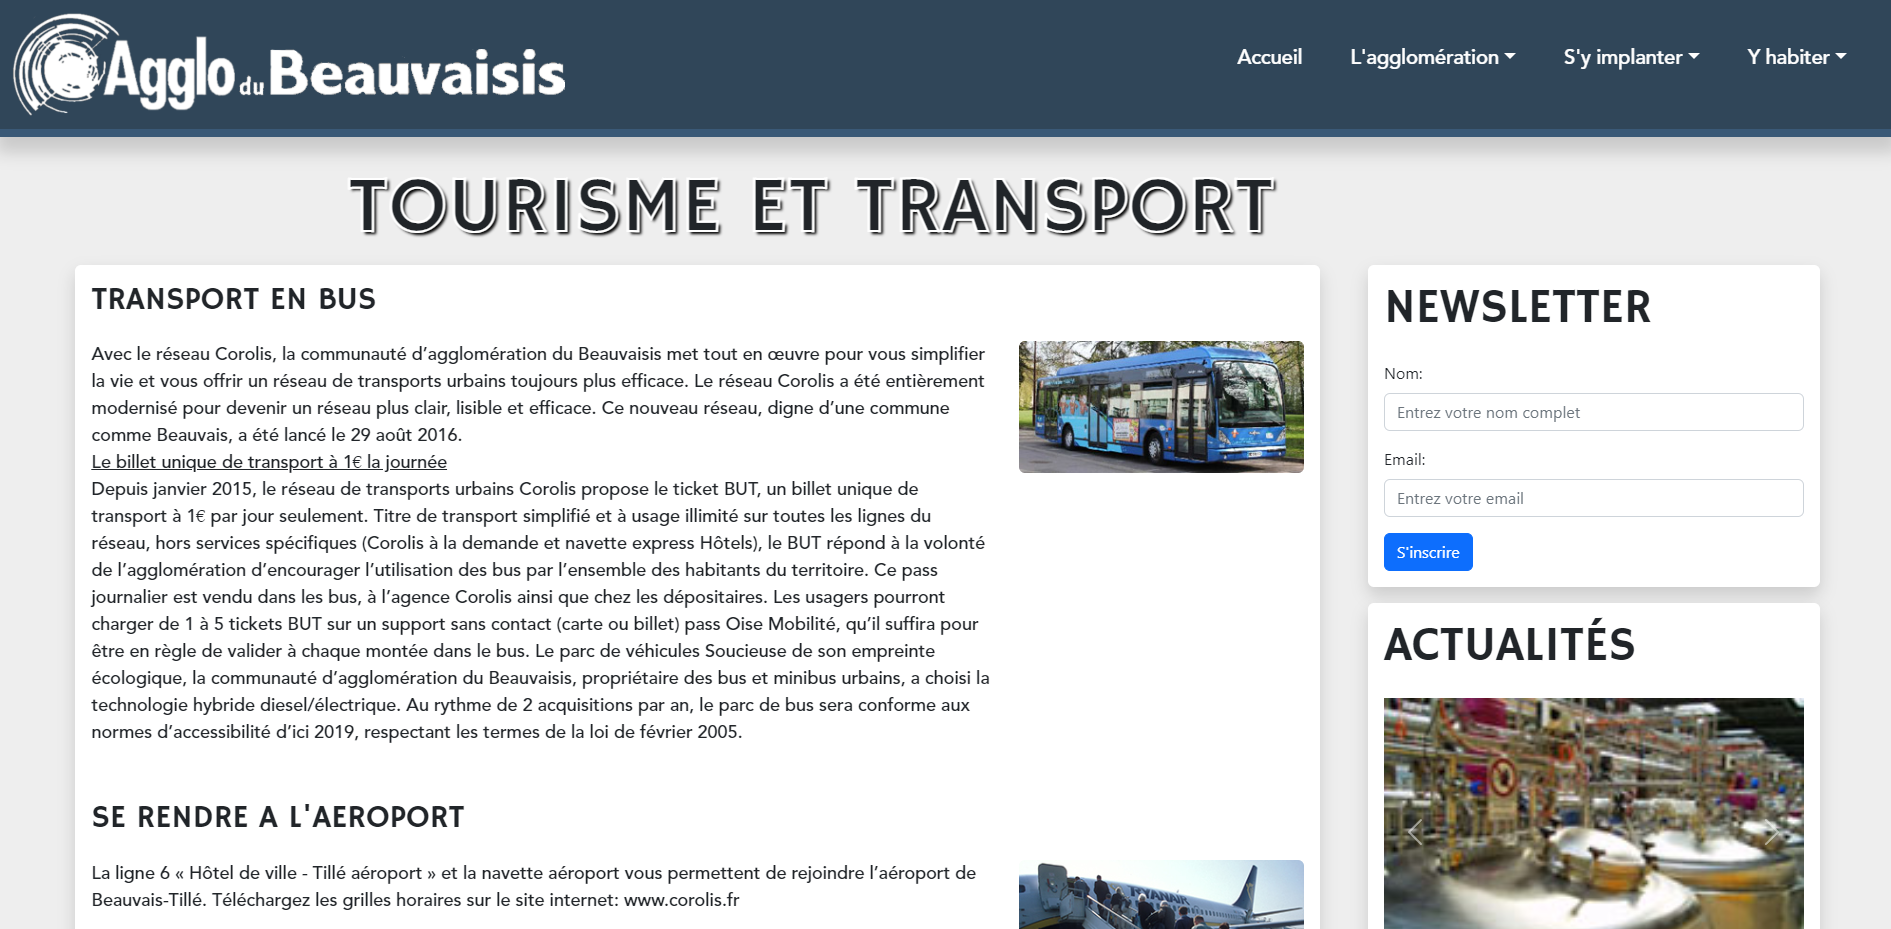 Agglo du Beauvaisis
Accueil
L'agglomération
S'y implanter
Y habiter
TOURISME ET TRANSPORT
TRANSPORT EN BUS
Avec le réseau Corolis, la communauté d’agglomération du Beauvaisis met tout en œuvre pour vous simplifier
la vie et vous offrir un réseau de transports urbains toujours plus efficace. Le réseau Corolis a été entièrement
modernisé pour devenir un réseau plus clair, lisible et efficace. Ce nouveau réseau, digne d’une commune
comme Beauvais, a été lancé le 29 août 2016.
Le billet unique de transport à 1€ la journée
Depuis janvier 2015, le réseau de transports urbains Corolis propose le ticket BUT, un billet unique de
transport à 1€ par jour seulement. Titre de transport simplifié et à usage illimité sur toutes les lignes du
réseau, hors services spécifiques (Corolis à la demande et navette express Hôtels), le BUT répond à la volonté
de l’agglomération d’encourager l’utilisation des bus par l’ensemble des habitants du territoire. Ce pass
journalier est vendu dans les bus, à l’agence Corolis ainsi que chez les dépositaires. Les usagers pourront
charger de 1 à 5 tickets BUT sur un support sans contact (carte ou billet) pass Oise Mobilité, qu’il suffira pour
être en règle de valider à chaque montée dans le bus. Le parc de véhicules Soucieuse de son empreinte
écologique, la communauté d’agglomération du Beauvaisis, propriétaire des bus et minibus urbains, a choisi la
technologie hybride diesel/électrique. Au rythme de 2 acquisitions par an, le parc de bus sera conforme aux
normes d’accessibilité d’ici 2019, respectant les termes de la loi de février 2005.
SE RENDRE A L'AEROPORT
La ligne 6 « Hôtel de ville - Tillé aéroport » et la navette aéroport vous permettent de rejoindre l’aéroport de
Beauvais-Tillé. Téléchargez les grilles horaires sur le site internet: www.corolis.fr
RYANAIR
NEWSLETTER
Nom:
Entrez votre nom complet
Email:
Entrez votre email
S'inscrire
ACTUALITÉS